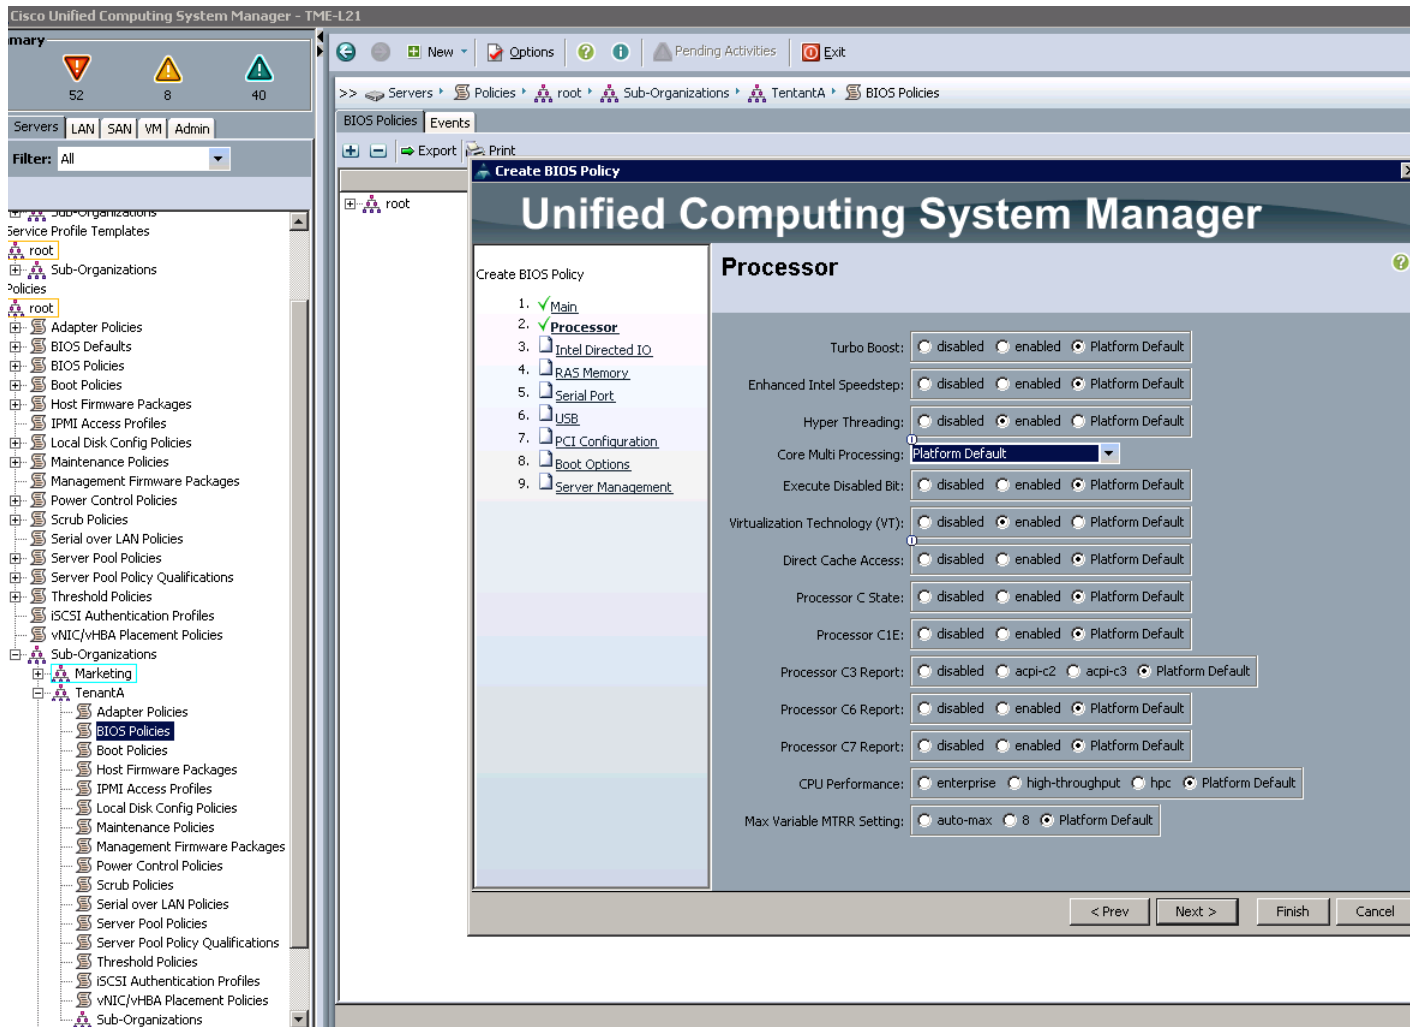 Cisco Unified Computing System Manager - TME-L21
mary
52 8 40
Servers LAN SAN VM Admin
Filter: All
Sub-Organizations
Service Profile Templates
root
Sub-Organizations
Policies
root
Adapter Policies
BIOS Defaults
BIOS Policies
Boot Policies
Host Firmware Packages
IPMI Access Profiles
Local Disk Config Policies
Maintenance Policies
Management Firmware Packages
Power Control Policies
Scrub Policies
Serial over LAN Policies
Server Pool Policies
Server Pool Policy Qualifications
Threshold Policies
iSCSI Authentication Profiles
vNIC/vHBA Placement Policies
Sub-Organizations
Marketing
TenantA
Adapter Policies
BIOS Policies
Boot Policies
Host Firmware Packages
IPMI Access Profiles
Local Disk Config Policies
Maintenance Policies
Management Firmware Packages
Power Control Policies
Scrub Policies
Serial over LAN Policies
Server Pool Policies
Server Pool Policy Qualifications
Threshold Policies
iSCSI Authentication Profiles
vNIC/vHBA Placement Policies
Sub-Organizations
New Options Pending Activities Exit
>> Servers Policies root Sub-Organizations TentantA BIOS Policies
BIOS Policies Events
Export Print
root
Create BIOS Policy
Unified Computing System Manager
Create BIOS Policy
1. Main
2. Processor
3. Intel Directed IO
4. RAS Memory
5. Serial Port
6. USB
7. PCI Configuration
8. Boot Options
9. Server Management
Processor
Turbo Boost: disabled enabled Platform Default
Enhanced Intel Speedstep: disabled enabled Platform Default
Hyper Threading: disabled enabled Platform Default
Core Multi Processing: Platform Default
Execute Disabled Bit: disabled enabled Platform Default
Virtualization Technology (VT): disabled enabled Platform Default
Direct Cache Access: disabled enabled Platform Default
Processor C State: disabled enabled Platform Default
Processor C1E: disabled enabled Platform Default
Processor C3 Report: disabled acpi-c2 acpi-c3 Platform Default
Processor C6 Report: disabled enabled Platform Default
Processor C7 Report: disabled enabled Platform Default
CPU Performance: enterprise high-throughput hpc Platform Default
Max Variable MTRR Setting: auto-max 8 Platform Default
< Prev Next > Finish Cancel